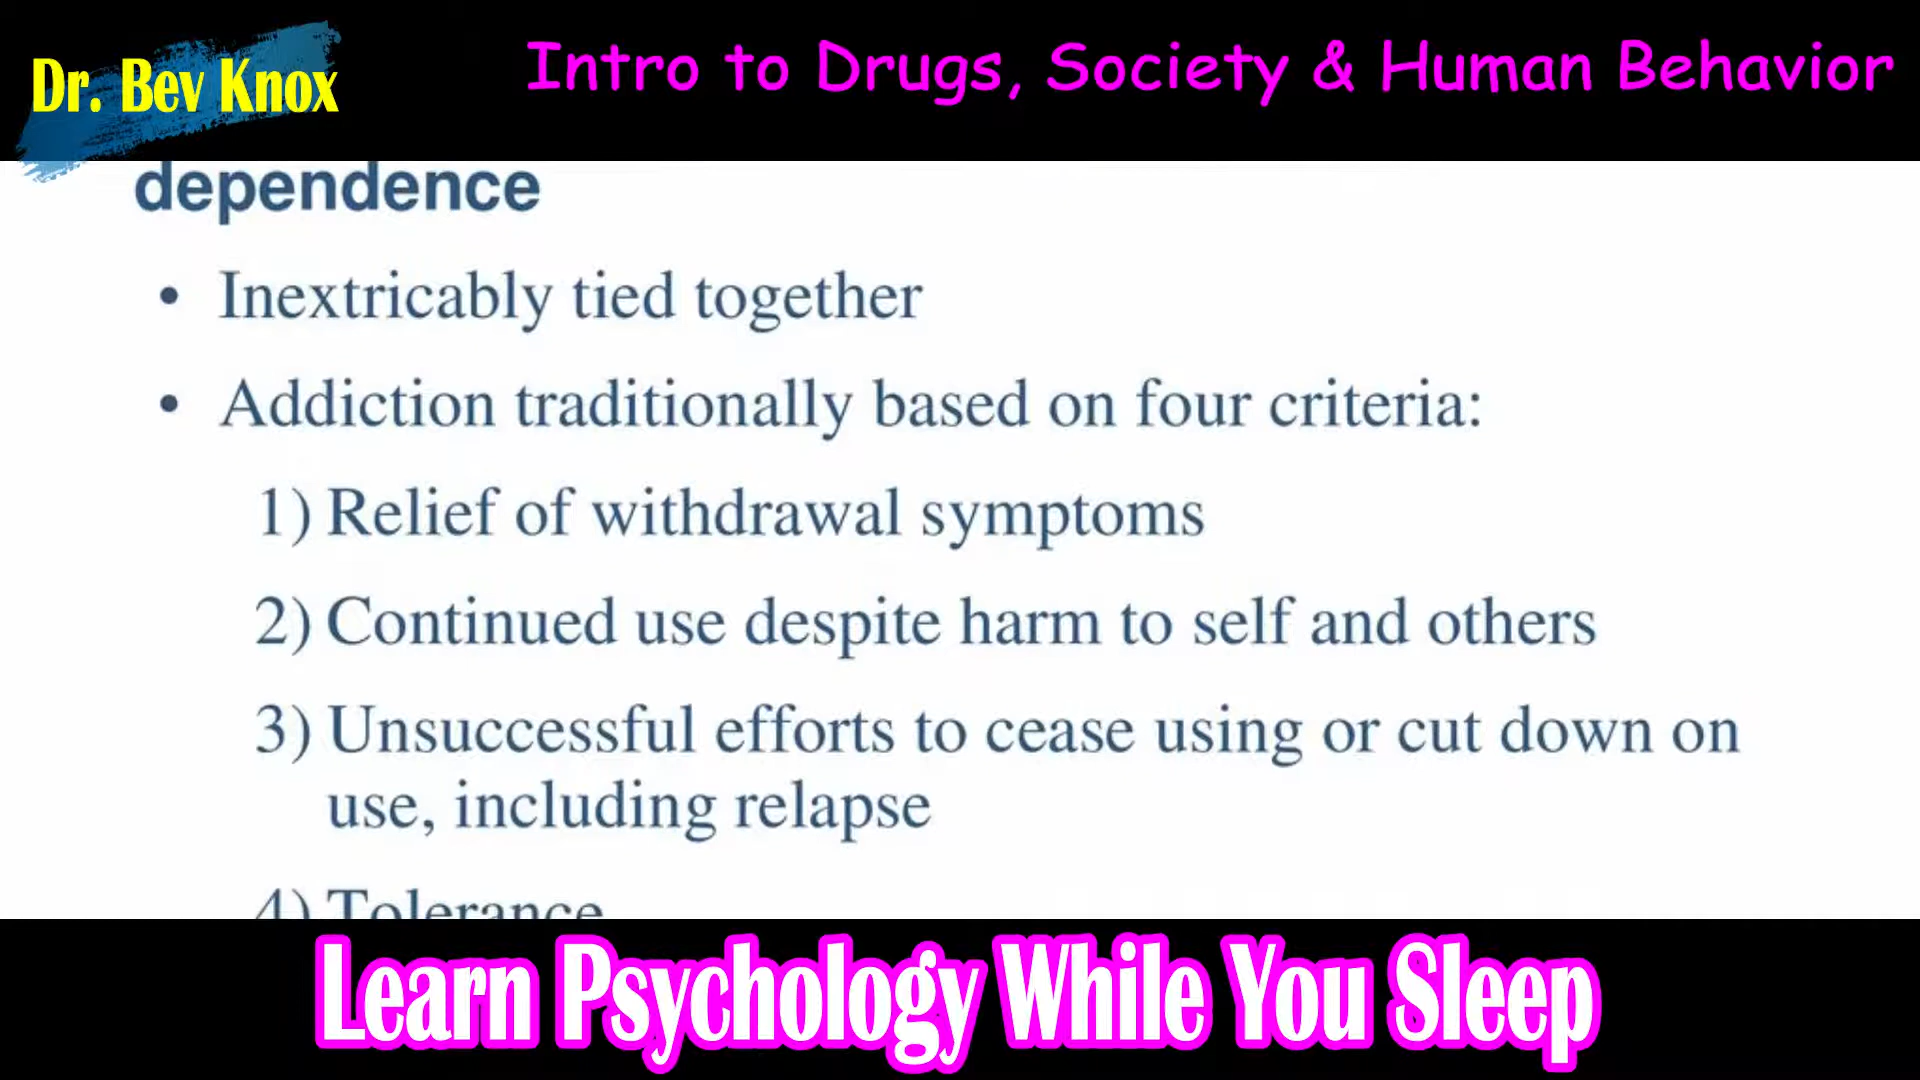 Dr. Bev Knox
Intro to Drugs, Society & Human Behavior
dependence
• Inextricably tied together
• Addiction traditionally based on four criteria:
1) Relief of withdrawal symptoms
2) Continued use despite harm to self and others
3) Unsuccessful efforts to cease using or cut down on
use, including relapse
4) Tolerance
Learn Psychology While You Sleep